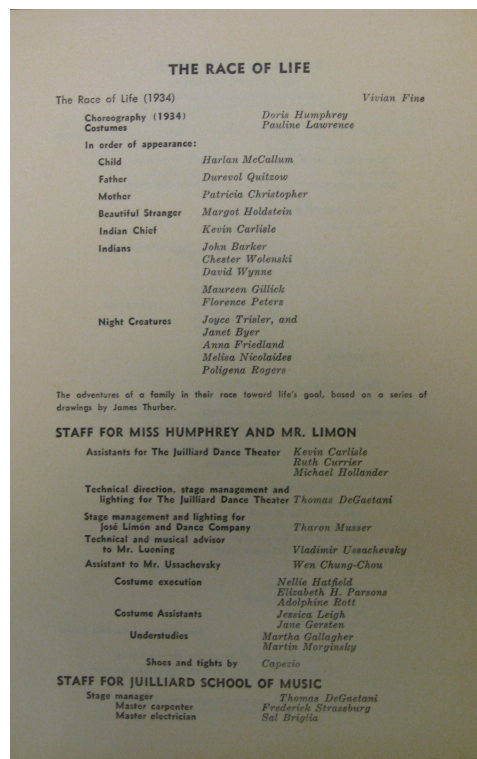 THE RACE OF LIFE
The Race of Life (1934) Vivian Fine
Choreography (1934) Doris Humphrey
Costumes Pauline Lawrence
In order of appearance:
Child Harlan McCallum
Father Durevol Quitzow
Mother Patricia Christopher
Beautiful Stranger Margot Holdstein
Indian Chief Kevin Carlisle
Indians John Barker
Chester Wolenski
David Wynne
Maureen Gillick
Florence Peters
Night Creatures Joyce Trisler, and
Janet Byer
Anna Friedland
Melisa Nicolaides
Poligena Rogers
The adventures of a family in their race toward life's goal, based on a series of
drawings by James Thurber.
STAFF FOR MISS HUMPHREY AND MR. LIMON
Assistants for The Juilliard Dance Theater Kevin Carlisle
Ruth Currier
Michael Hollander
Technical direction, stage management and
lighting for The Juilliard Dance Theater Thomas DeGaetani
Stage management and lighting for
José Limón and Dance Company Tharon Musser
Technical and musical advisor
to Mr. Luening Vladimir Ussachevsky
Assistant to Mr. Ussachevsky Wen Chung-Chou
Costume execution Nellie Hatfield
Elizabeth H. Parsons
Adolphine Rott
Costume Assistants Jessica Leigh
Jane Gersten
Understudies Martha Gallagher
Martin Morginsky
Shoes and tights by Capezio
STAFF FOR JUILLIARD SCHOOL OF MUSIC
Stage manager Thomas DeGaetani
Master carpenter Frederick Strassburg
Master electrician Sal Briglia